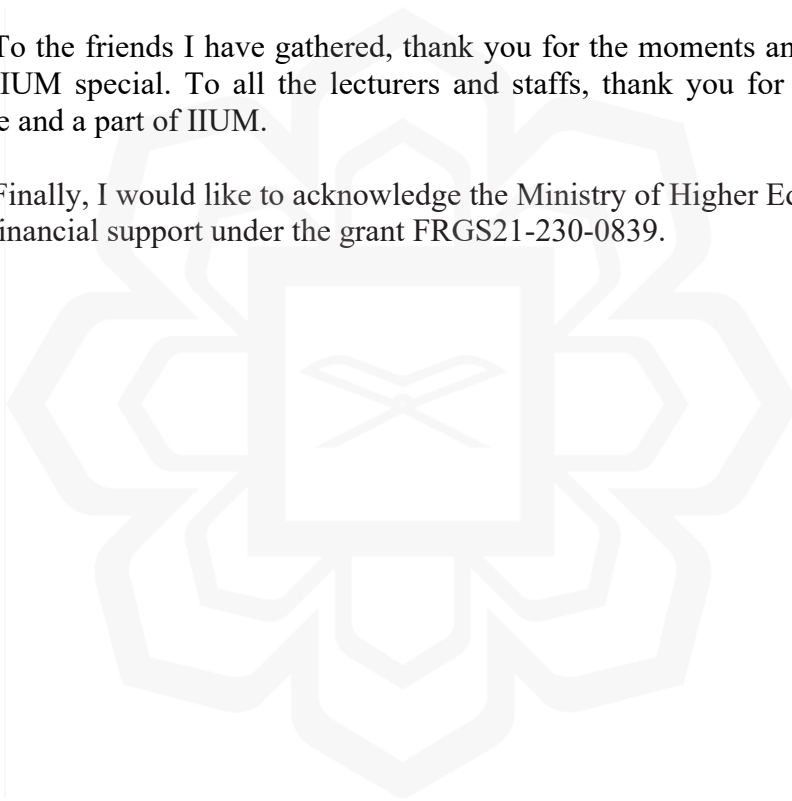 To the friends I have gathered, thank you for the moments an
IUM special. To all the lecturers and staffs, thank you for
e and a part of IIUM.
Finally, I would like to acknowledge the Ministry of Higher Ed
inancial support under the grant FRGS21-230-0839.